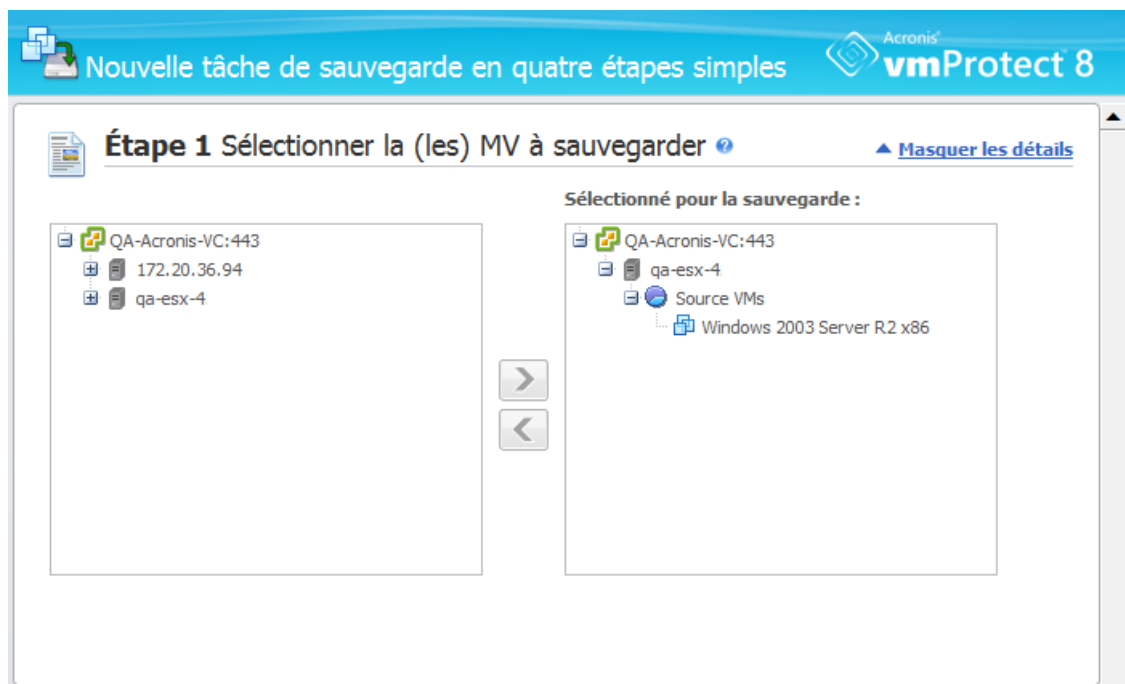 Nouvelle tâche de sauvegarde en quatre étapes simples
Acronis®
vmProtect™ 8
Étape 1 Sélectionner la (les) MV à sauvegarder
Masquer les détails
Sélectionné pour la sauvegarde :
QA-Acronis-VC:443
172.20.36.94
qa-esx-4
QA-Acronis-VC:443
qa-esx-4
Source VMs
Windows 2003 Server R2 x86